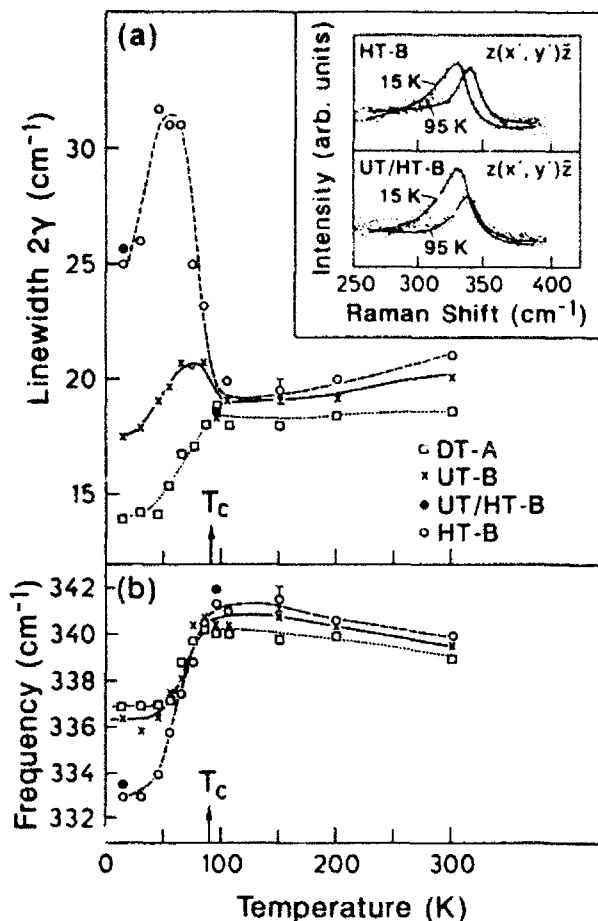 (a)
Linewidth 2γ (cm⁻¹)
30
25
20
15
HT-B z(x′, y′)z̄
15 K
95 K
UT/HT-B z(x′, y′)z̄
15 K
95 K
Intensity (arb. units)
250 300 350 400
Raman Shift (cm⁻¹)
□ DT-A
× UT-B
● UT/HT-B
○ HT-B
Tc
(b)
Frequency (cm⁻¹)
342
340
336
333
332
Tc
0 100 200 300
Temperature (K)